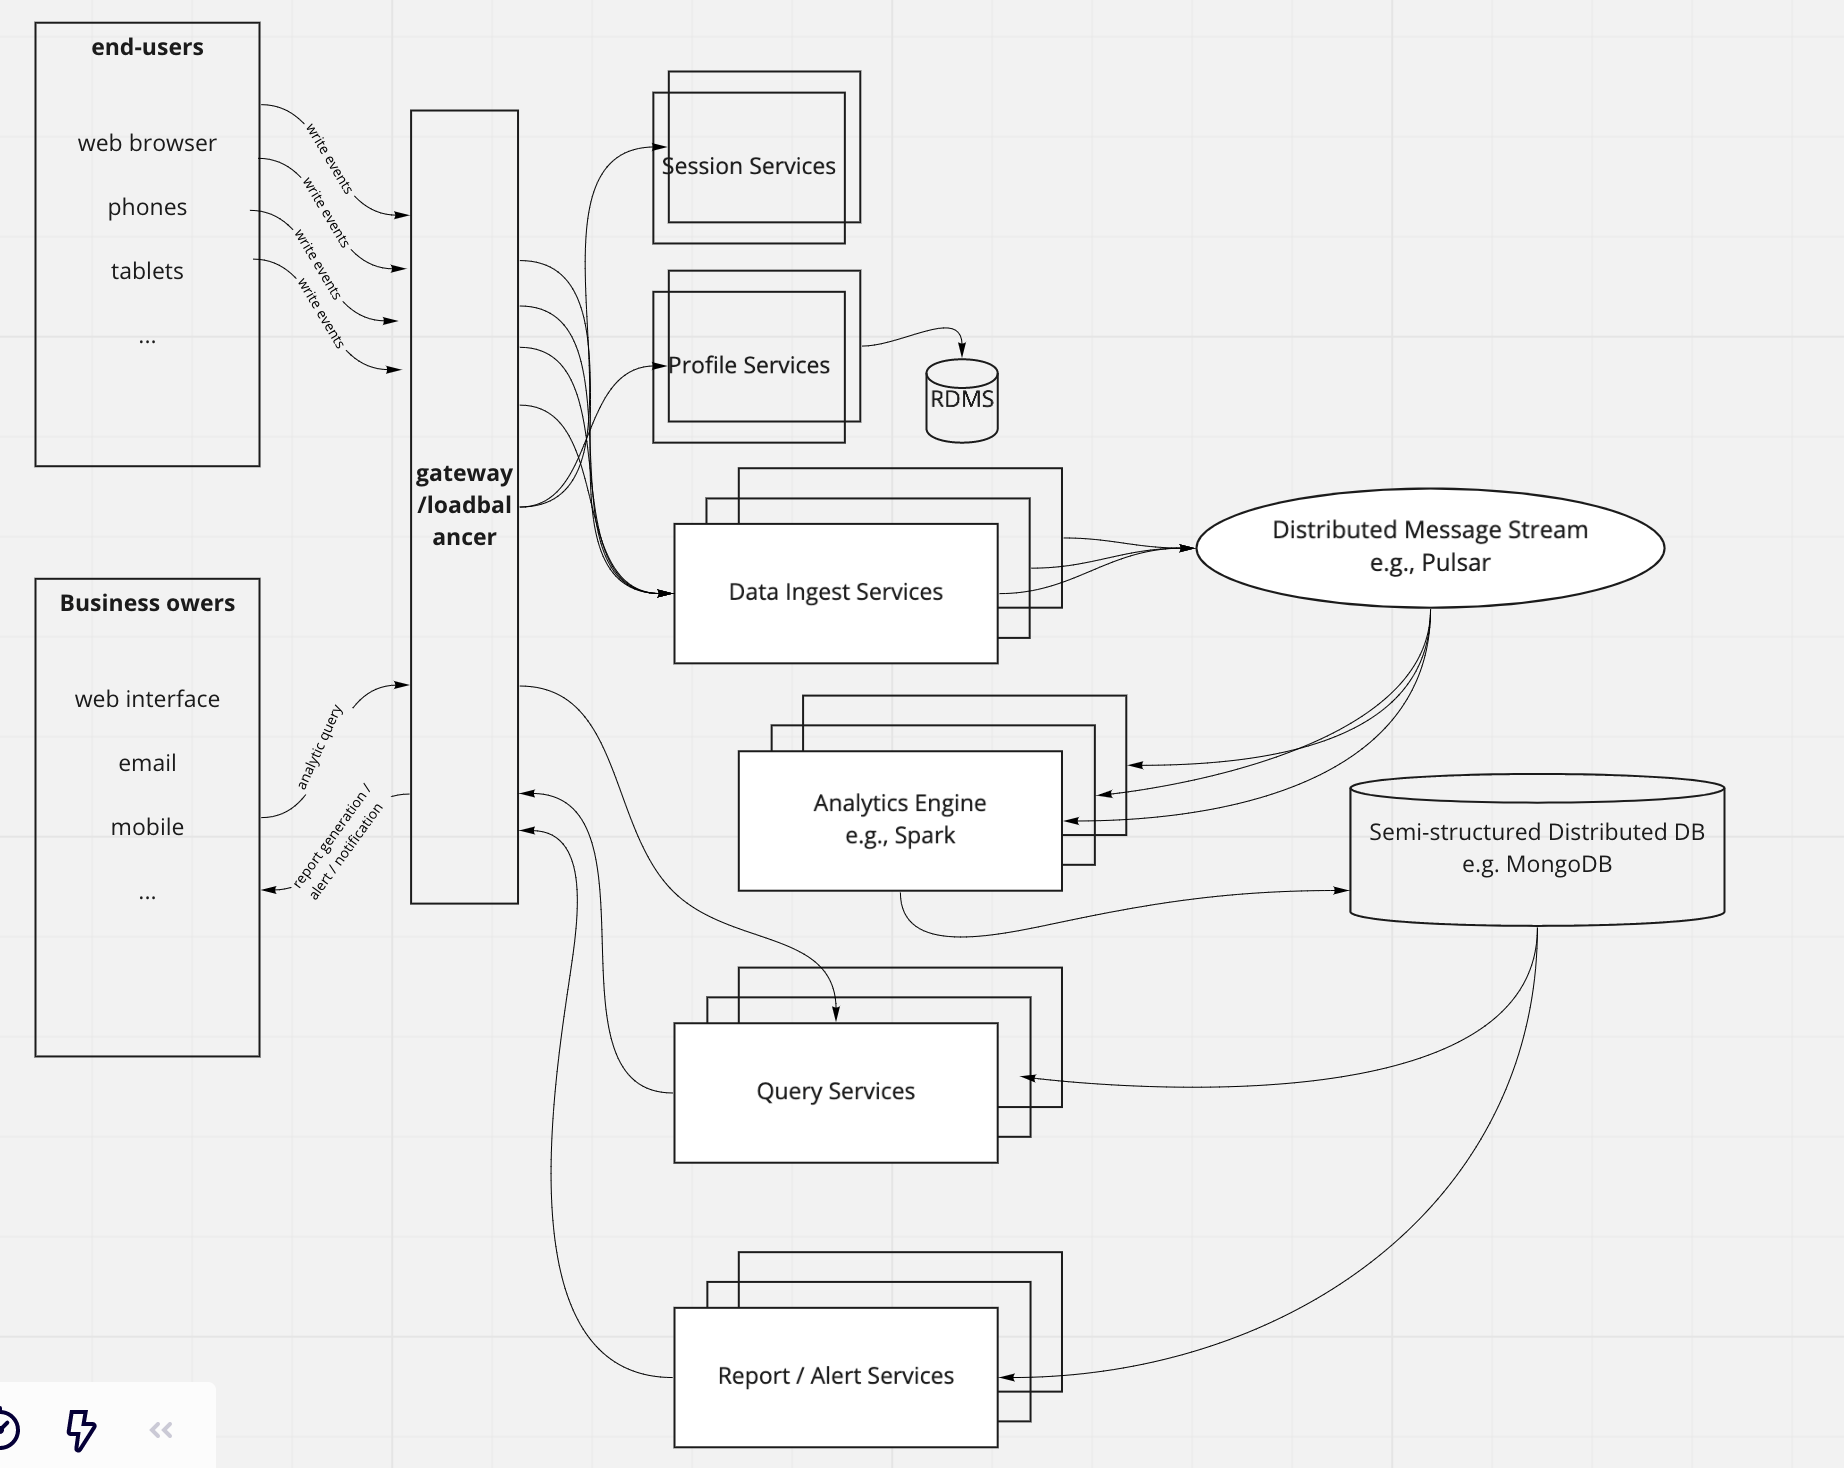 end-users
web browser
phones
tablets
...
write events
write events
write events
write events
gateway
/loadbal
ancer
Session Services
Profile Services
RDMS
Data Ingest Services
Distributed Message Stream
e.g., Pulsar
Business owers
web interface
email
mobile
...
analytic query
report generation /
alert / notification
Analytics Engine
e.g., Spark
Semi-structured Distributed DB
e.g. MongoDB
Query Services
Report / Alert Services